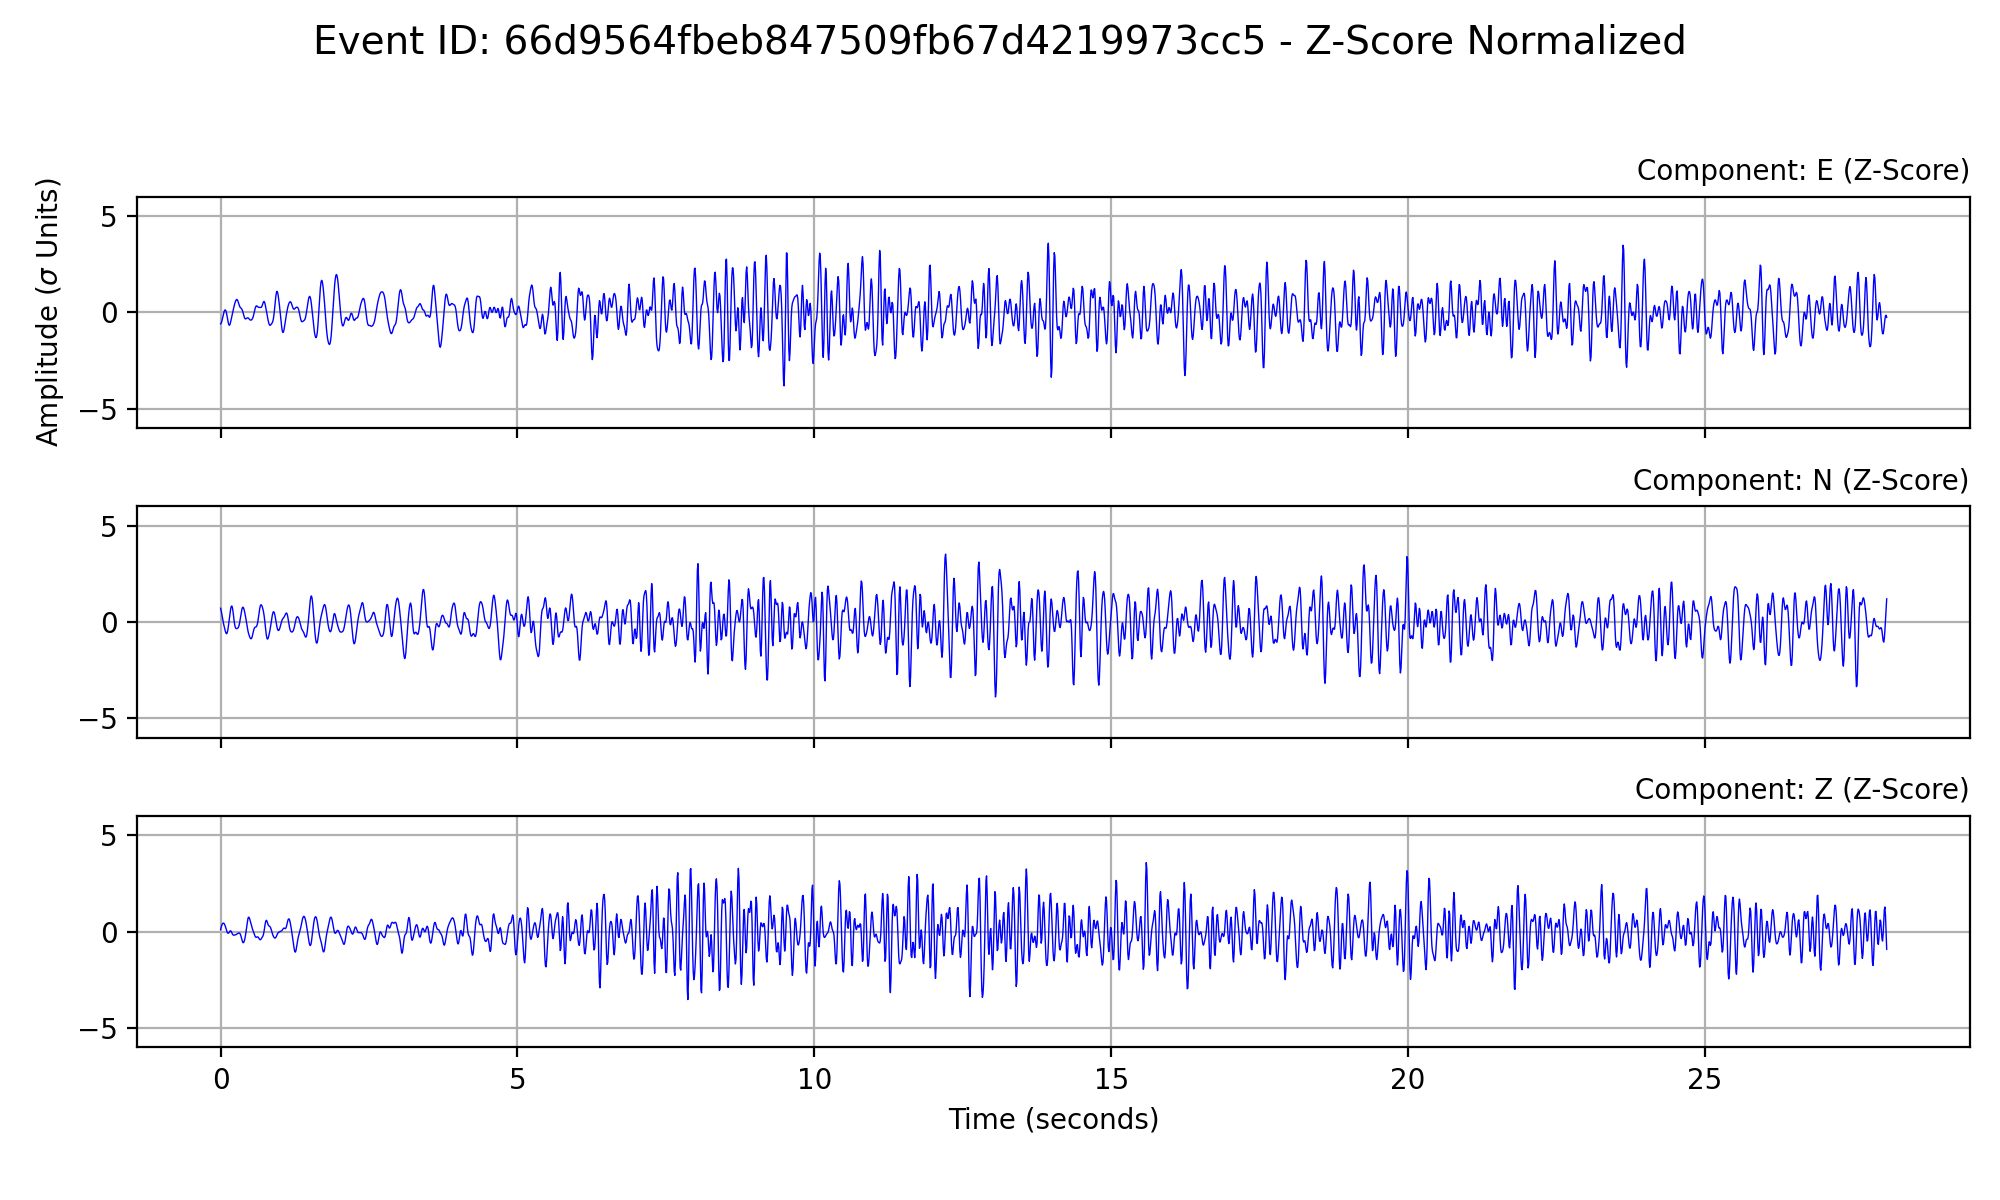 Event ID: 66d9564fbeb847509fb67d4219973cc5 - Z-Score Normalized
Component: E (Z-Score)
Amplitude (σ Units)
5
0
−5
Component: N (Z-Score)
5
0
−5
Component: Z (Z-Score)
5
0
−5
0 5 10 15 20 25
Time (seconds)